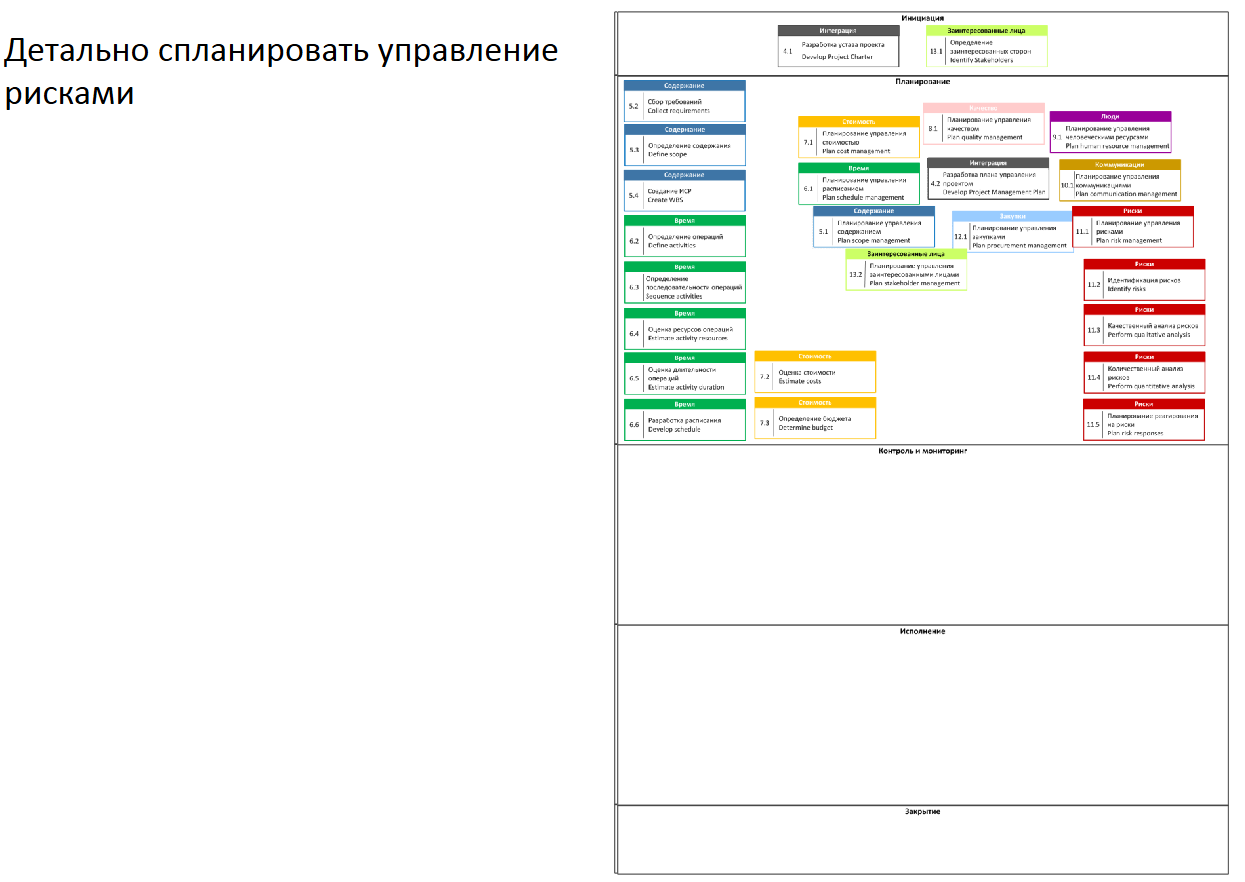 Детально спланировать управление
рисками
Инициация
Интеграция
4.1
Разработка устава проекта
Develop Project Charter
Заинтересованные лица
13.1
Определение
заинтересованных сторон
Identify Stakeholders
Планирование
Содержание
5.2
Сбор требований
Collect requirements
Содержание
5.3
Определение содержания
Define scope
Содержание
5.4
Создание ИСР
Create WBS
Время
6.2
Определение операций
Define activities
Время
6.3
Определение
последовательности операций
Sequence activities
Время
6.4
Оценка ресурсов операций
Estimate activity resources
Время
6.5
Оценка длительности
операций
Estimate activity duration
Время
6.6
Разработка расписания
Develop schedule
Стоимость
7.1
Планирование управления
стоимостью
Plan cost management
Время
6.1
Планирование управления
расписанием
Plan schedule management
Качество
8.1
Планирование управления
качеством
Plan quality management
Интеграция
4.2
Разработка плана управления
проектом
Develop Project Management Plan
Люди
9.1
Планирование управления
человеческими ресурсами
Plan human resource management
Коммуникации
10.1
Планирование управления
коммуникациями
Plan communication management
Содержание
5.1
Планирование управления
содержанием
Plan scope management
Закупки
12.1
Планирование управления
закупками
Plan procurement management
Риски
11.1
Планирование управления
рисками
Plan risk management
Заинтересованные лица
13.2
Планирование управления
заинтересованными лицами
Plan stakeholder management
Риски
11.2
Идентификация рисков
Identify risks
Риски
11.3
Качественный анализ рисков
Perform qualitative analysis
Риски
11.4
Количественный анализ
рисков
Perform quantitative analysis
Риски
11.5
Планирование реагирования
на риски
Plan risk responses
Стоимость
7.2
Оценка стоимости
Estimate costs
Стоимость
7.3
Определение бюджета
Determine budget
Контроль и мониторинг
Исполнение
Закрытие